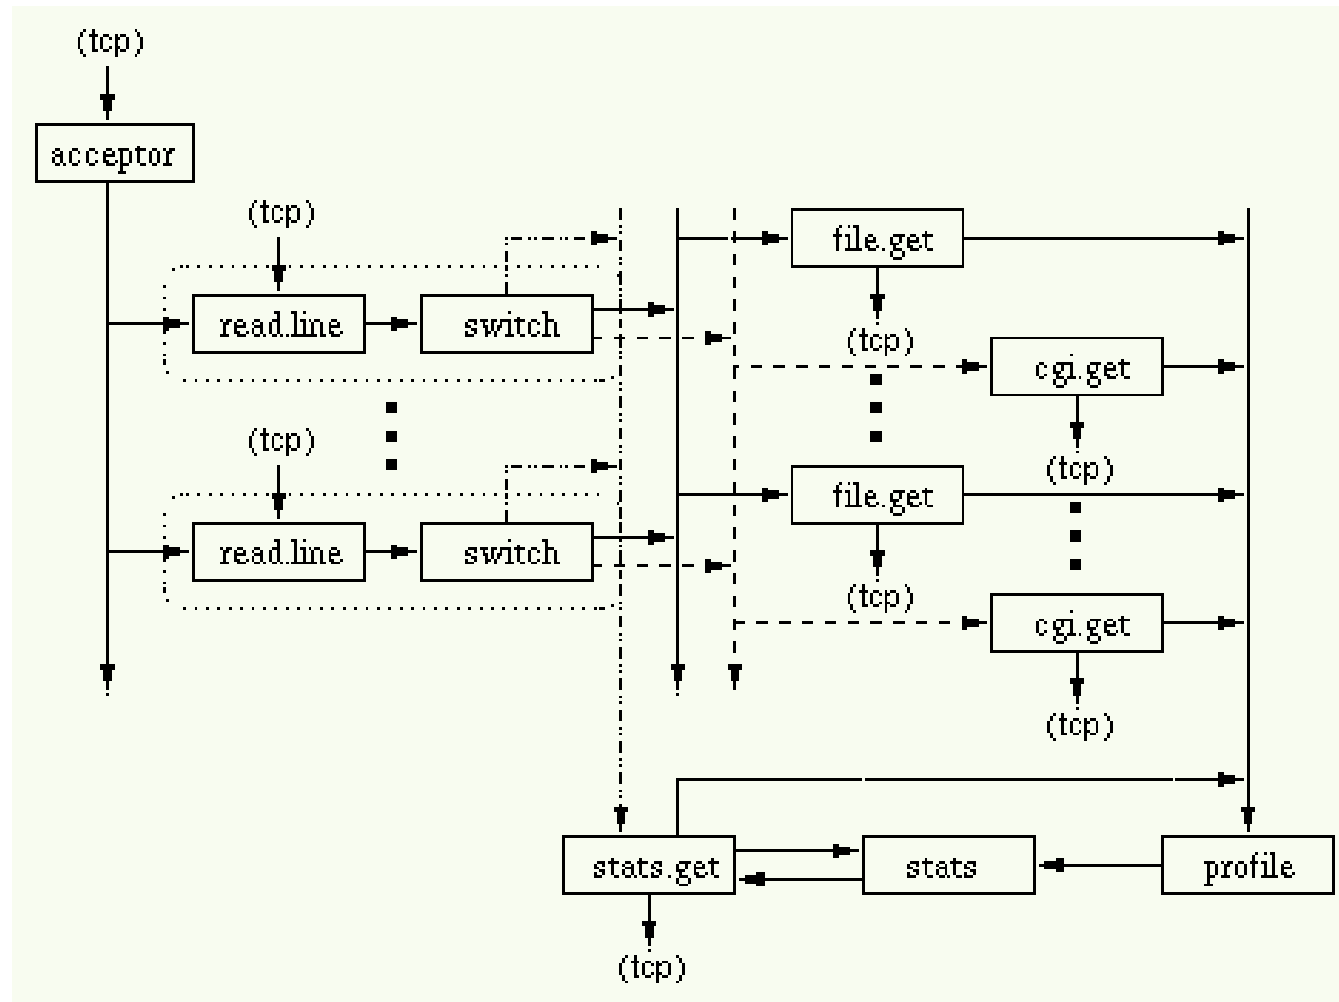 (tcp)
acceptor
(tcp)
file.get
read.line
switch
(tcp)
cgi.get
(tcp)
(tcp)
file.get
read.line
switch
(tcp)
cgi.get
(tcp)
stats.get
stats
profile
(tcp)